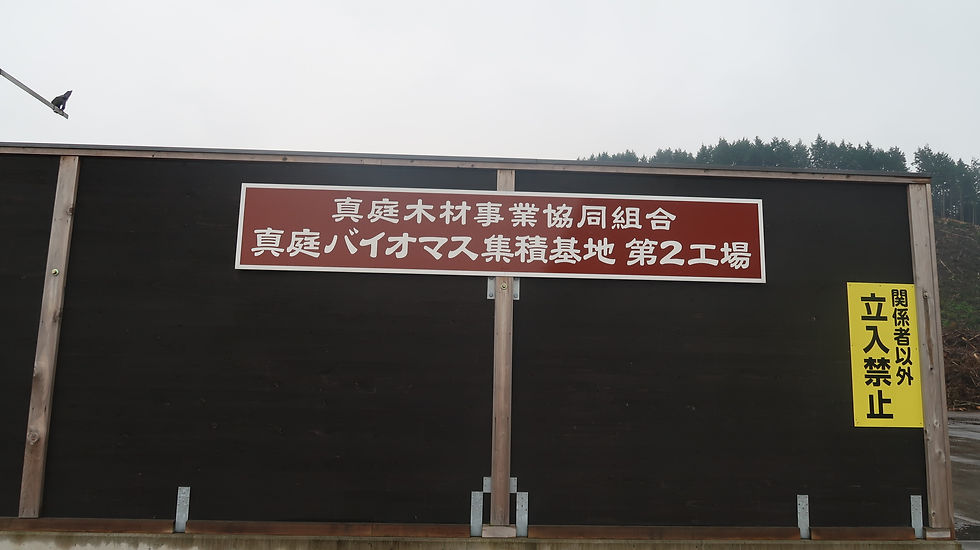 真庭木材事業協同組合
真庭バイオマス集積基地 第2工場
関係者以外
立入禁止